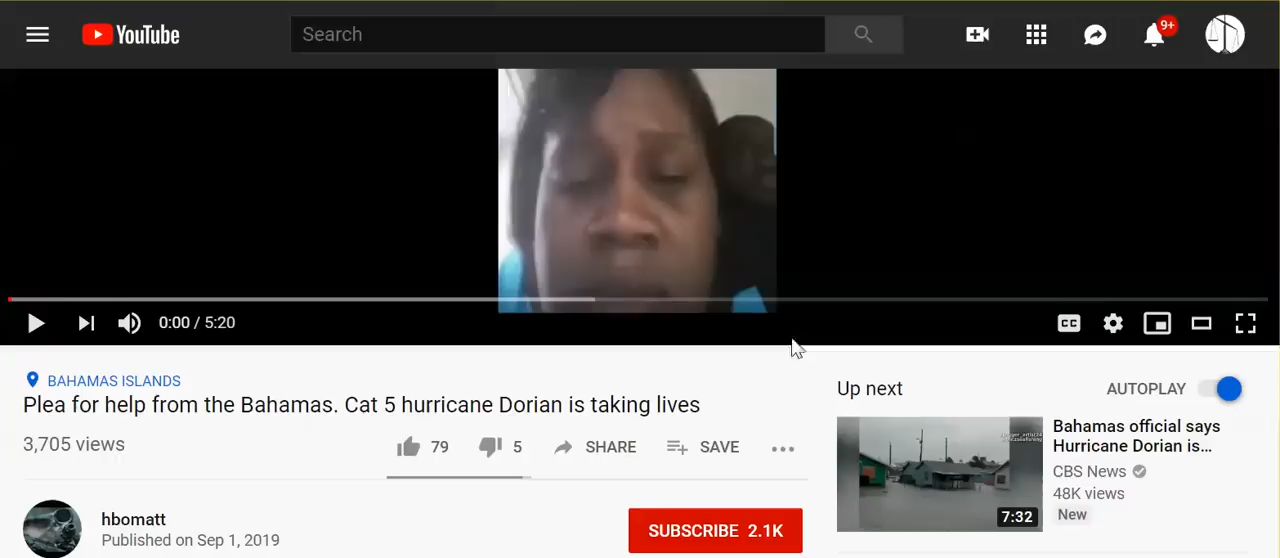 YouTube
Search
9+
0:00 / 5:20
CC
BAHAMAS ISLANDS
Plea for help from the Bahamas. Cat 5 hurricane Dorian is taking lives
3,705 views
79
5
SHARE
SAVE
hbomatt
Published on Sep 1, 2019
SUBSCRIBE 2.1K
Up next
AUTOPLAY
7:32
Bahamas official says
Hurricane Dorian is...
CBS News
48K views
New